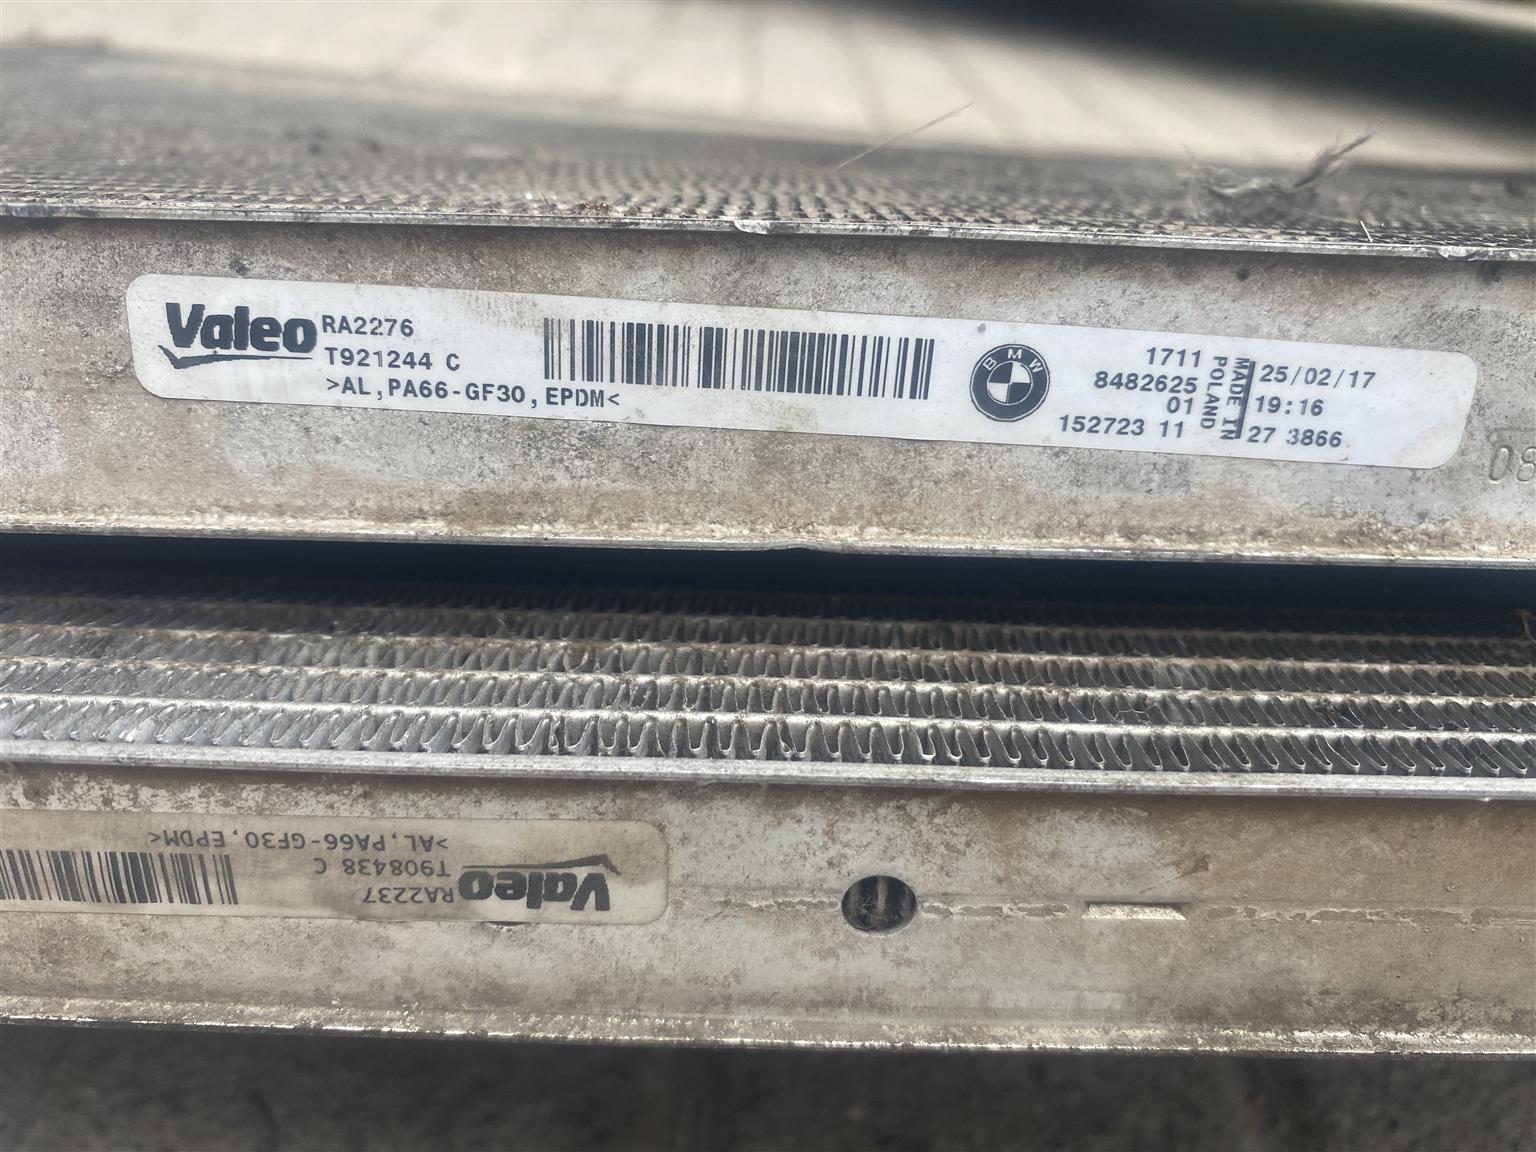 Valeo RA2276
T921244 C
>AL,PA66-GF30,EPDM<
BMW
1711
8482625
01
152723 11
MADE IN
POLAND
25/02/17
19:16
27 3866
08
Valeo RA2237
T908438 C
>AL,PA66-GF30,EPDM<